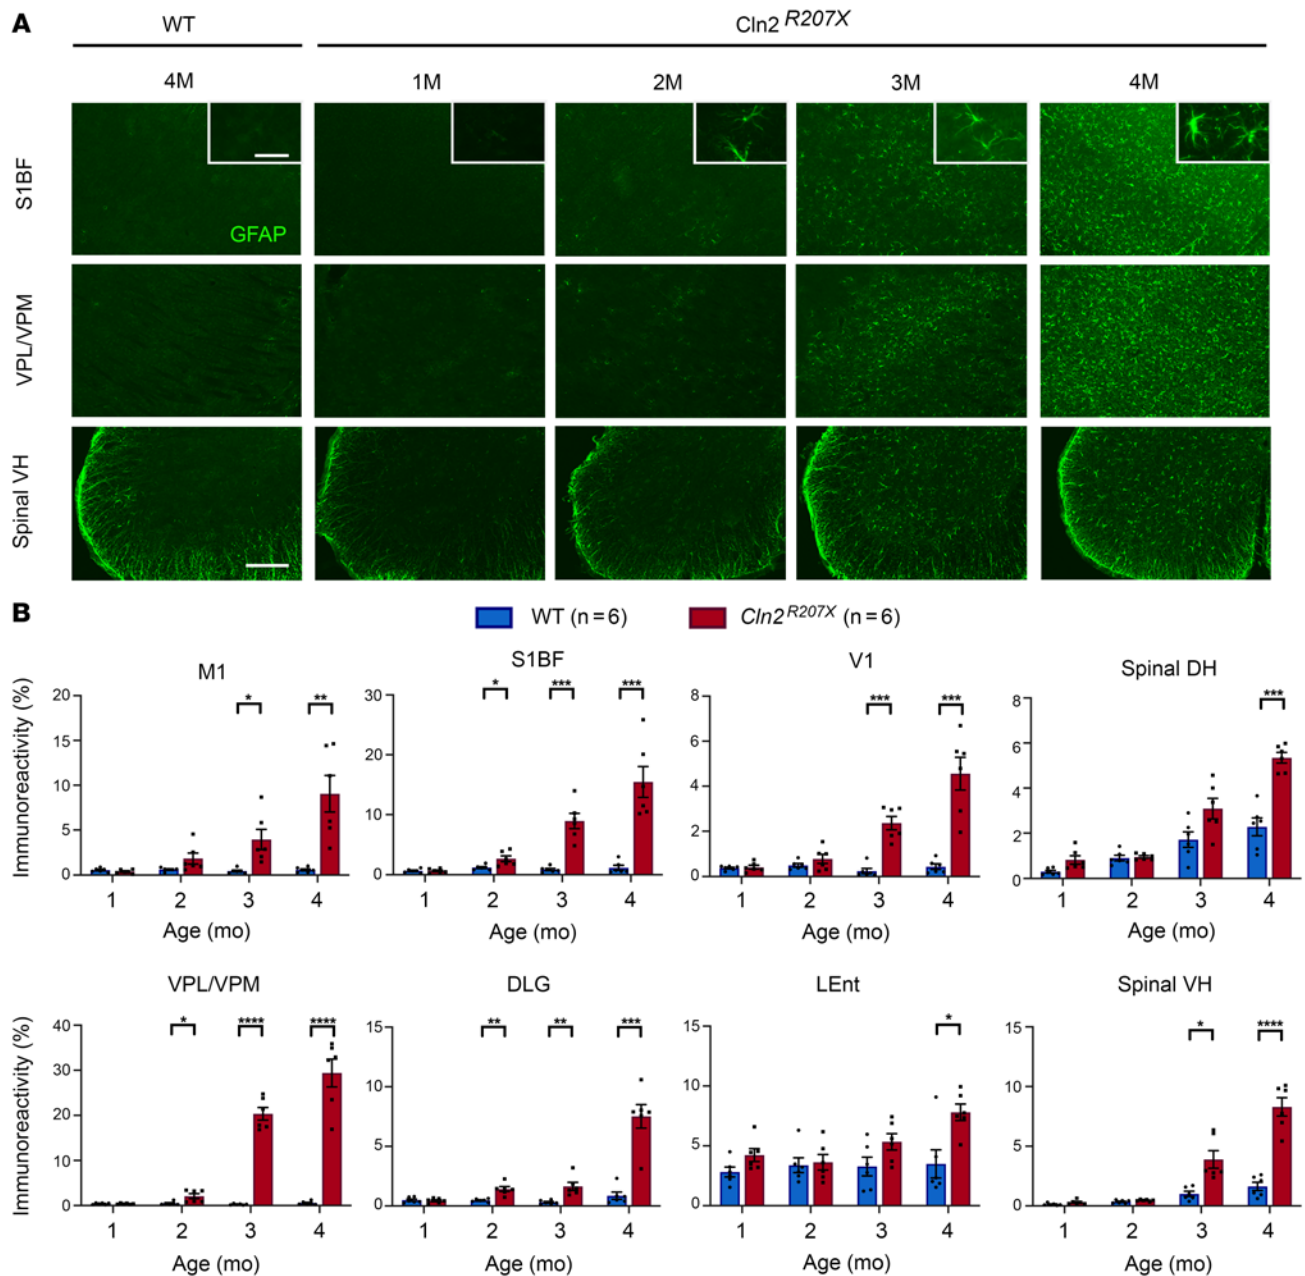 A
WT
Cln2 R207X
4M 1M 2M 3M 4M
S1BF
GFAP
VPL/VPM
Spinal VH
B
WT (n = 6) Cln2 R207X (n = 6)
M1
Immunoreactivity (%)
20
15
10
5
0
* **
1 2 3 4
Age (mo)
S1BF
30
20
10
0
* *** ***
1 2 3 4
Age (mo)
V1
8
6
4
2
0
*** ***
1 2 3 4
Age (mo)
Spinal DH
8
6
4
2
0
***
1 2 3 4
Age (mo)
VPL/VPM
Immunoreactivity (%)
40
30
20
10
0
* **** ****
1 2 3 4
Age (mo)
DLG
15
10
5
0
** ** ***
1 2 3 4
Age (mo)
LEnt
15
10
5
0
*
1 2 3 4
Age (mo)
Spinal VH
15
10
5
0
* ****
1 2 3 4
Age (mo)